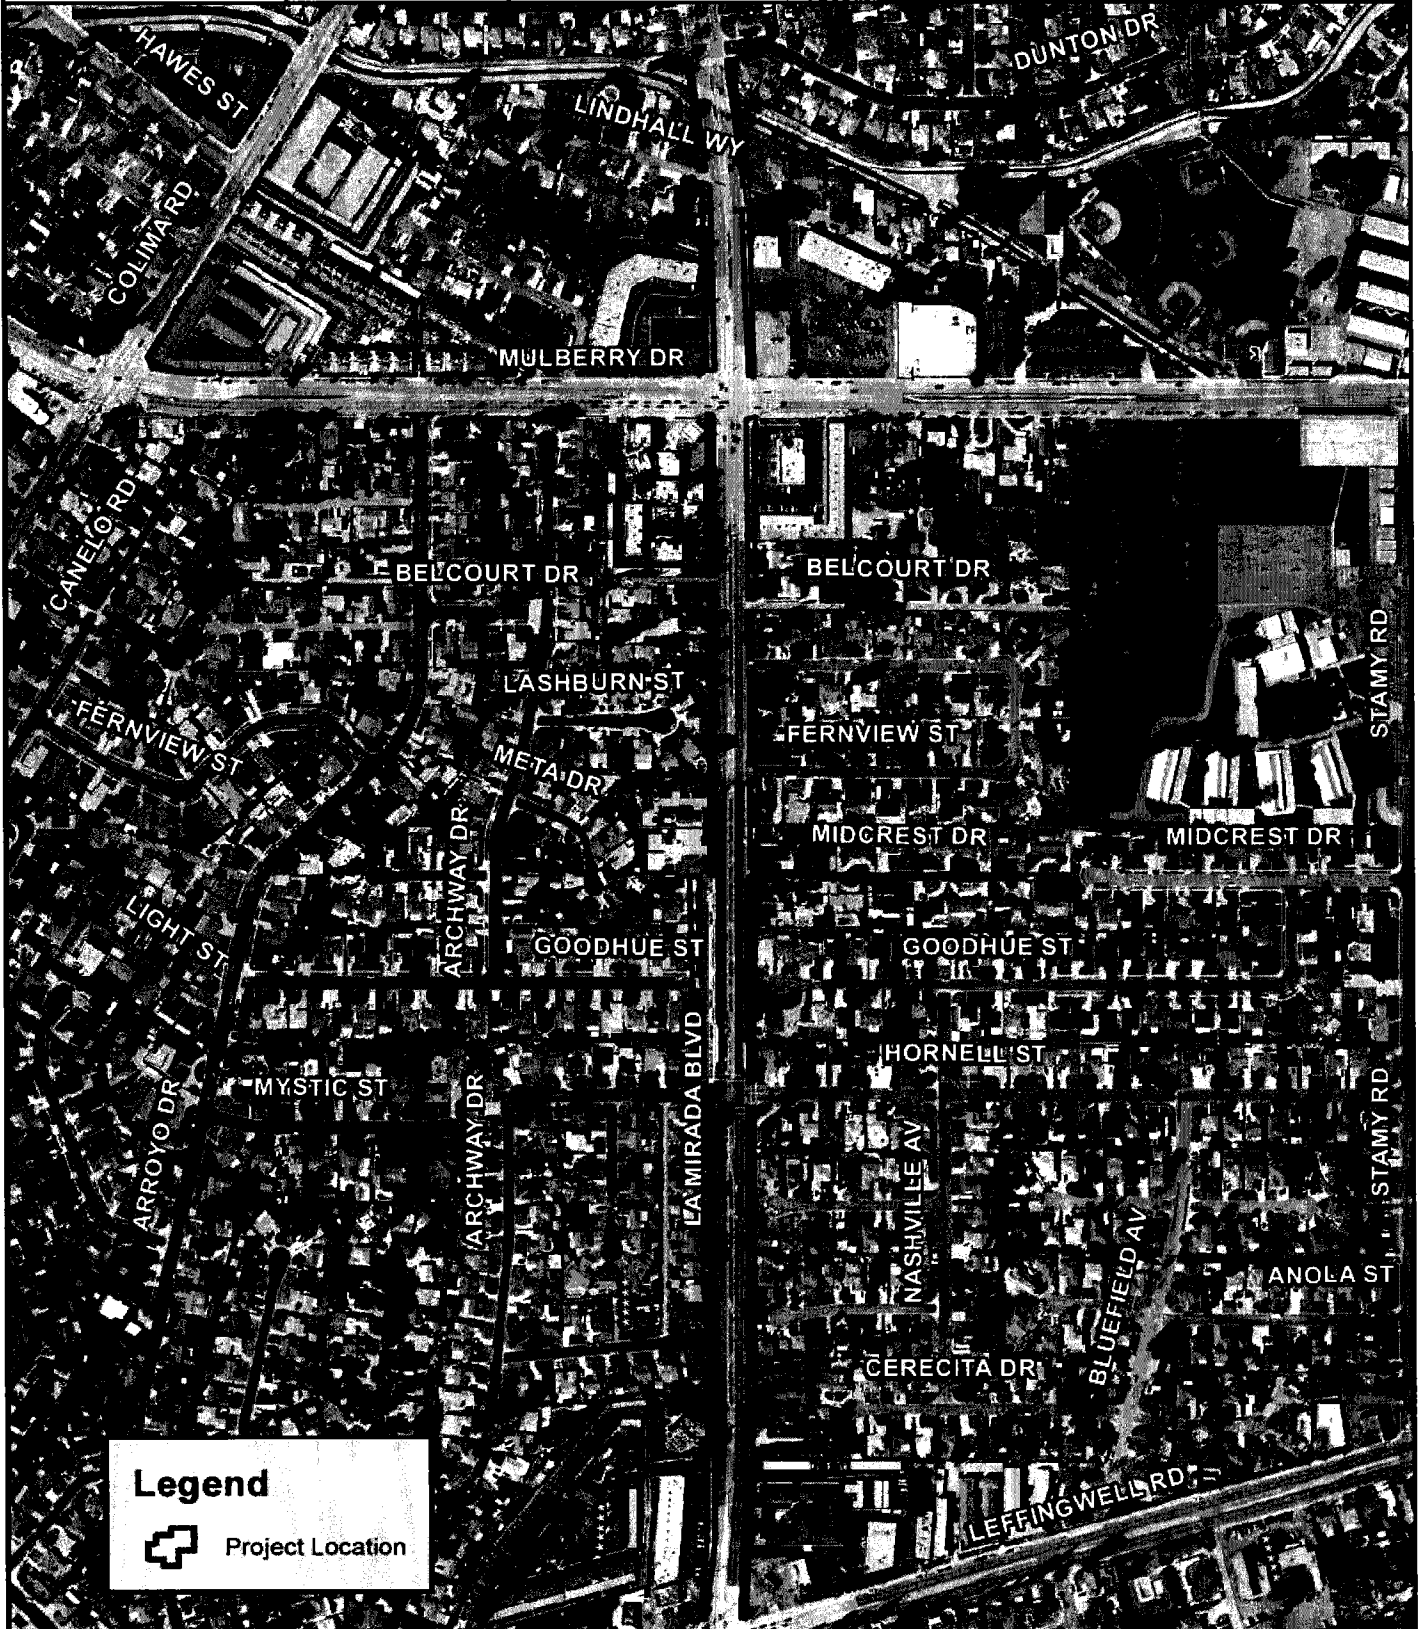 DUNTON DR
HAWES ST
LINDHALL WY
COLIMA RD
MULBERRY DR
CANELO RD
BELCOURT DR
BELCOURT DR
STAMY RD
LASHBURN ST
FERNVIEW ST
FERNVIEW ST
META DR
MIDCREST DR
MIDCREST DR
ARCHWAY DR
LIGHT ST
GOODHUE ST
GOODHUE ST
HORNELL ST
MYSTIC ST
LA MIRADA BLVD
ARROYO DR
ARCHWAY DR
NASHVILLE AV
STAMY RD
BLUEFIELD AV
ANOLA ST
CERECITA DR
LEFFINGWELL RD
Legend
Project Location